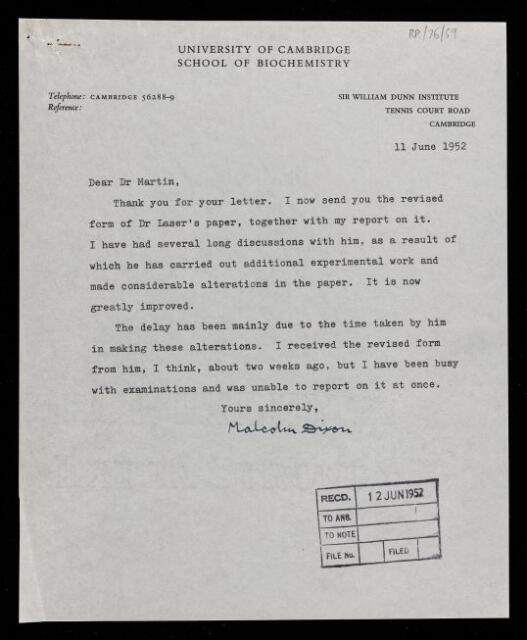 RP/76/59
UNIVERSITY OF CAMBRIDGE
SCHOOL OF BIOCHEMISTRY
Telephone: CAMBRIDGE 56288-9
Reference:
SIR WILLIAM DUNN INSTITUTE
TENNIS COURT ROAD
CAMBRIDGE
11 June 1952
Dear Dr Martin,
Thank you for your letter. I now send you the revised
form of Dr Laser's paper, together with my report on it.
I have had several long discussions with him, as a result of
which he has carried out additional experimental work and
made considerable alterations in the paper. It is now
greatly improved.
The delay has been mainly due to the time taken by him
in making these alterations. I received the revised form
from him, I think, about two weeks ago, but I have been busy
with examinations and was unable to report on it at once.
Yours sincerely,
Malcolm Dixon
RECD. 12 JUN 1952
TO ANS.
TO NOTE
FILE No. FILED